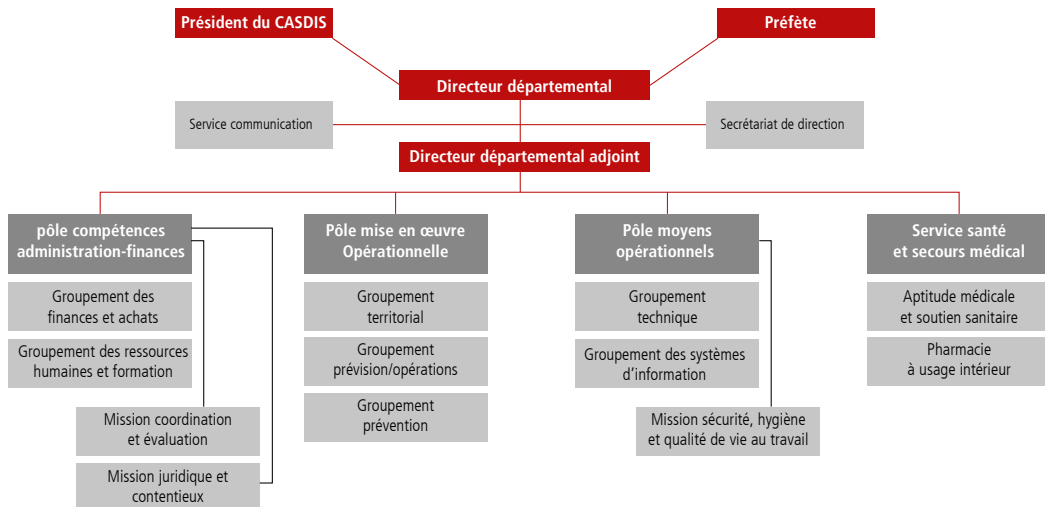 Président du CASDIS
Préfète
Directeur départemental
Service communication
Secrétariat de direction
Directeur départemental adjoint
pôle compétences
administration-finances
Pôle mise en œuvre
Opérationnelle
Pôle moyens
opérationnels
Service santé
et secours médical
Groupement des
finances et achats
Groupement
territorial
Groupement
technique
Aptitude médicale
et soutien sanitaire
Groupement des ressources
humaines et formation
Groupement
prévision/opérations
Groupement des systèmes
d’information
Pharmacie
à usage intérieur
Mission coordination
et évaluation
Groupement
prévention
Mission sécurité, hygiène
et qualité de vie au travail
Mission juridique et
contentieux